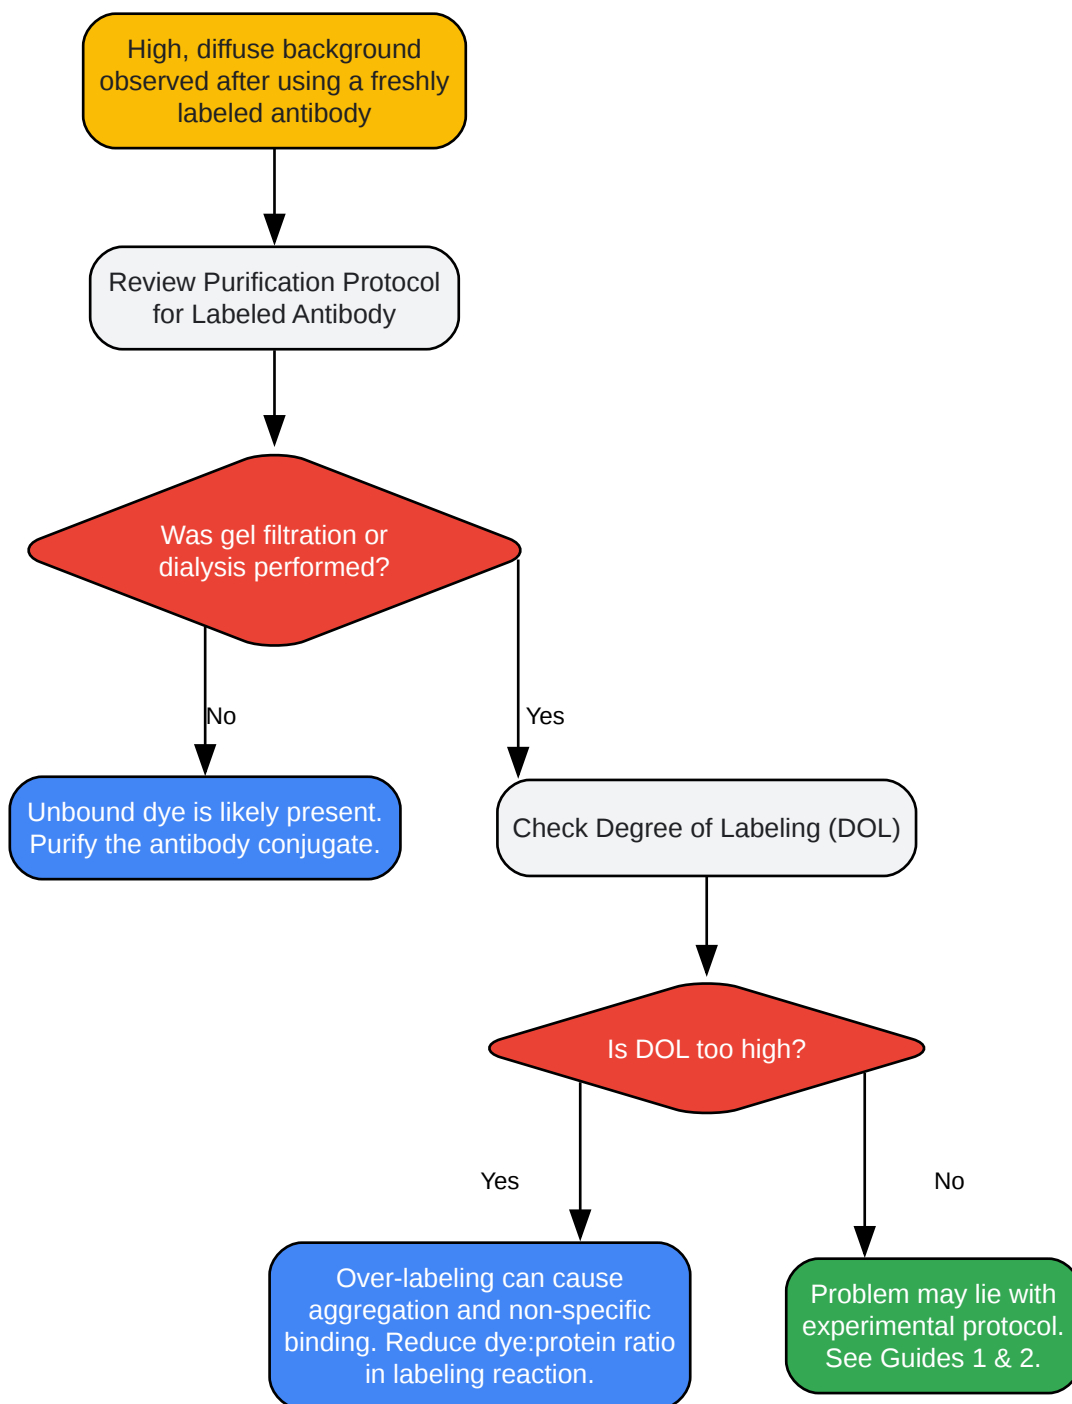 High, diffuse background
observed after using a freshly
labeled antibody
Review Purification Protocol
for Labeled Antibody
Was gel filtration or
dialysis performed?
No
Yes
Unbound dye is likely present.
Purify the antibody conjugate.
Check Degree of Labeling (DOL)
Is DOL too high?
Yes
No
Over-labeling can cause
aggregation and non-specific
binding. Reduce dye:protein ratio
in labeling reaction.
Problem may lie with
experimental protocol.
See Guides 1 & 2.